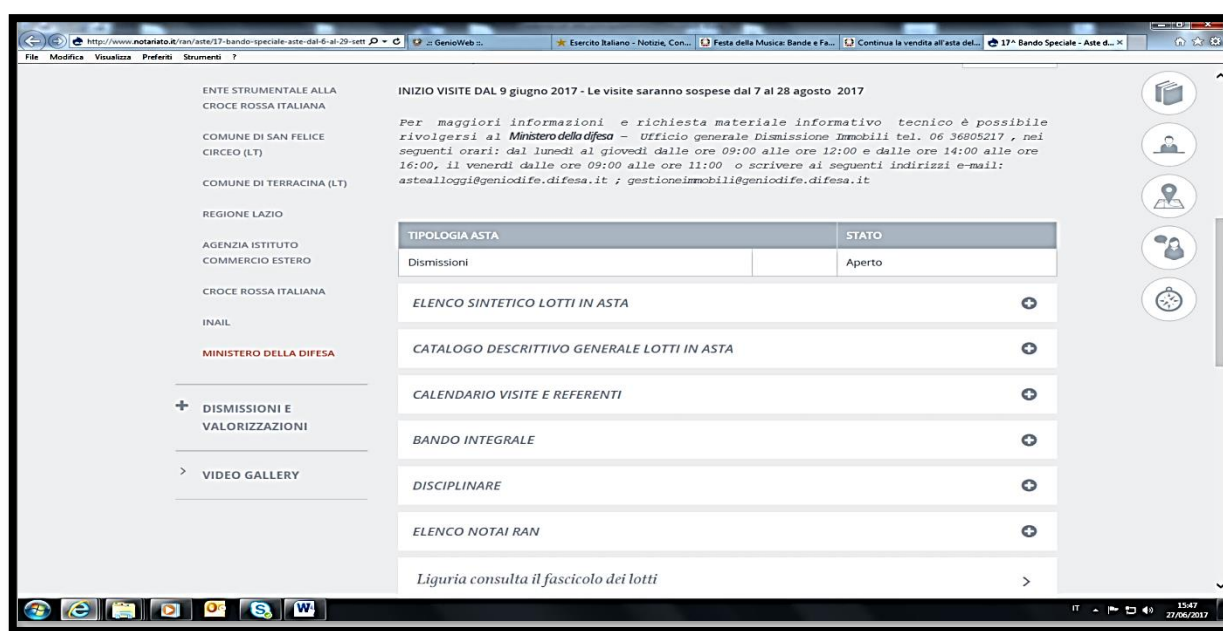 http://www.notariato.it/ran/aste/17-bando-speciale-aste-dal-6-al-29-sett
.:: GenioWeb ::.
Esercito Italiano - Notizie, Con...
Festa della Musica: Bande e Fa...
Continua la vendita all'asta del...
17^ Bando Speciale - Aste d...
File Modifica Visualizza Preferiti Strumenti ?
ENTE STRUMENTALE ALLA
CROCE ROSSA ITALIANA
COMUNE DI SAN FELICE
CIRCEO (LT)
COMUNE DI TERRACINA (LT)
REGIONE LAZIO
AGENZIA ISTITUTO
COMMERCIO ESTERO
CROCE ROSSA ITALIANA
INAIL
MINISTERO DELLA DIFESA
DISMISSIONI E
VALORIZZAZIONI
VIDEO GALLERY
INIZIO VISITE DAL 9 giugno 2017 - Le visite saranno sospese dal 7 al 28 agosto 2017
Per maggiori informazioni e richiesta materiale informativo tecnico è possibile
rivolgersi al Ministero della difesa – Ufficio generale Dismissione Immobili tel. 06 36805217 , nei
seguenti orari: dal lunedì al giovedì dalle ore 09:00 alle ore 12:00 e dalle ore 14:00 alle ore
16:00, il venerdì dalle ore 09:00 alle ore 11:00 o scrivere ai seguenti indirizzi e-mail:
astealloggi@geniodife.difesa.it ; gestioneimmobili@geniodife.difesa.it
TIPOLOGIA ASTA STATO
Dismissioni Aperto
ELENCO SINTETICO LOTTI IN ASTA
CATALOGO DESCRITTIVO GENERALE LOTTI IN ASTA
CALENDARIO VISITE E REFERENTI
BANDO INTEGRALE
DISCIPLINARE
ELENCO NOTAI RAN
Liguria consulta il fascicolo dei lotti
IT
15:47
27/06/2017